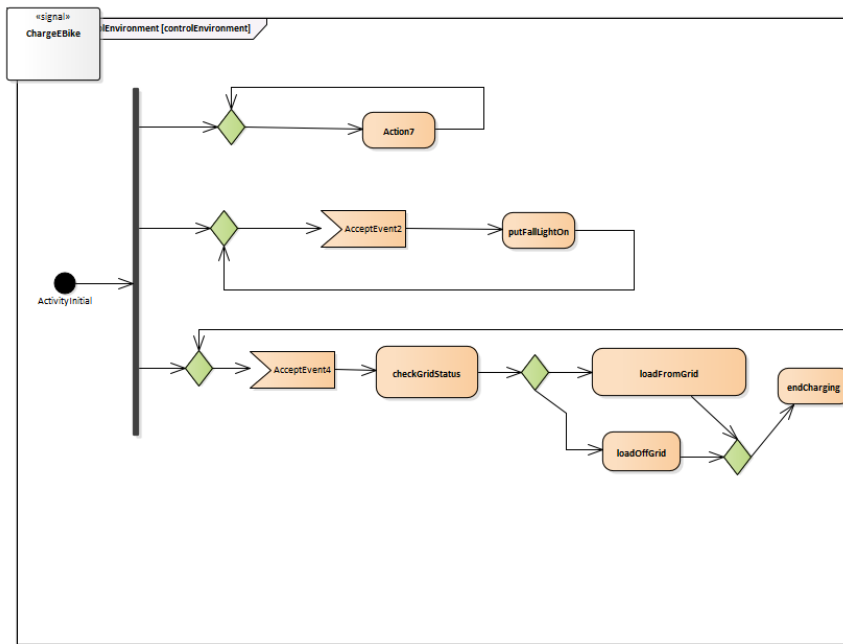 «signal»
ChargeEBike
lEnvironment [controlEnvironment]
Action7
AcceptEvent2
putFallLightOn
ActivityInitial
AcceptEvent4
checkGridStatus
loadFromGrid
endCharging
loadOffGrid